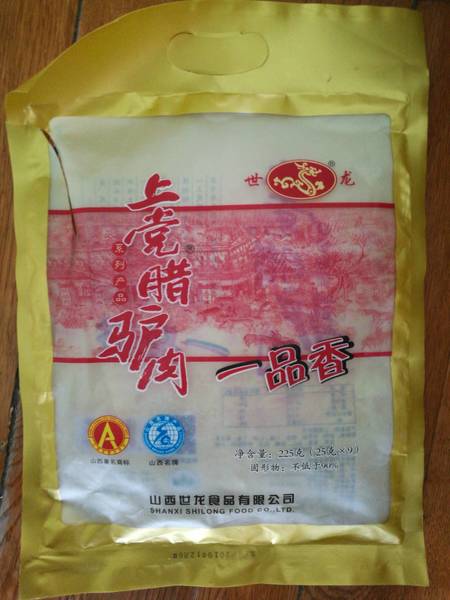 世 龙
®
上党腊驴肉
®
系列产品
一品香
A
山西著名商标
山西名牌
净含量：225克（25克×9）
固形物：不低于90%
山西世龙食品有限公司
SHANXI SHILONG FOOD CO.,LTD.